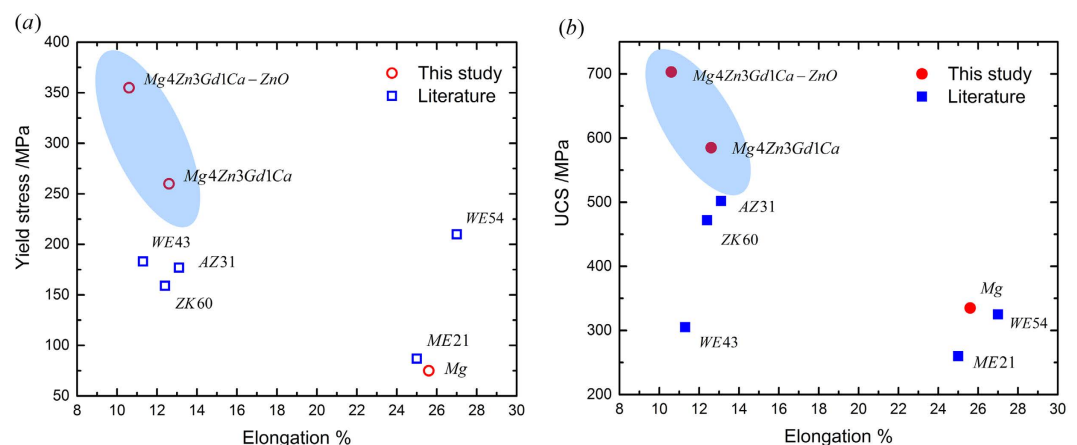 (a)
400
350
300
250
200
150
100
50
Yield stress /MPa
Mg4Zn3Gd1Ca−ZnO
This study
Literature
Mg4Zn3Gd1Ca
WE54
WE43
AZ31
ZK60
ME21
Mg
8 10 12 14 16 18 20 22 24 26 28 30
Elongation %
(b)
700
600
500
400
300
200
UCS /MPa
Mg4Zn3Gd1Ca−ZnO
This study
Literature
Mg4Zn3Gd1Ca
AZ31
ZK60
Mg
WE54
WE43
ME21
8 10 12 14 16 18 20 22 24 26 28 30
Elongation %